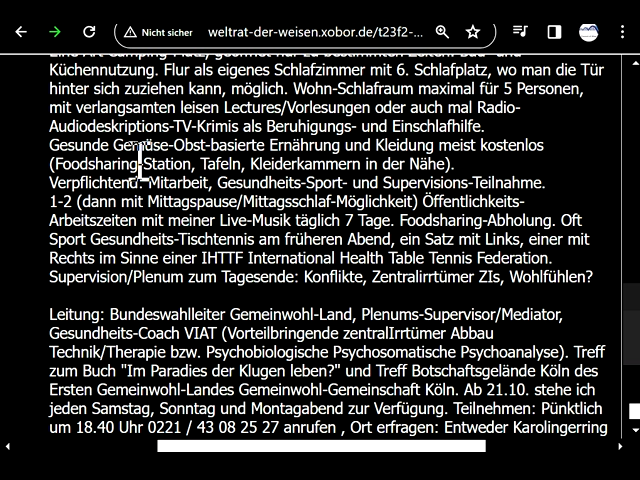 Nicht sicher
weltrat-der-weisen.xobor.de/t23f2-...
Küchennutzung. Flur als eigenes Schlafzimmer mit 6. Schlafplatz, wo man die Tür
hinter sich zuziehen kann, möglich. Wohn-Schlafraum maximal für 5 Personen,
mit verlangsamten leisen Lectures/Vorlesungen oder auch mal Radio-
Audiodeskriptions-TV-Krimis als Beruhigungs- und Einschlafhilfe.
Gesunde Gemüse-Obst-basierte Ernährung und Kleidung meist kostenlos
(Foodsharing-Station, Tafeln, Kleiderkammern in der Nähe).
Verpflichtend: Mitarbeit, Gesundheits-Sport- und Supervisions-Teilnahme.
1-2 (dann mit Mittagspause/Mittagsschlaf-Möglichkeit) Öffentlichkeits-
Arbeitszeiten mit meiner Live-Musik täglich 7 Tage. Foodsharing-Abholung. Oft
Sport Gesundheits-Tischtennis am früheren Abend, ein Satz mit Links, einer mit
Rechts im Sinne einer IHTTF International Health Table Tennis Federation.
Supervision/Plenum zum Tagesende: Konflikte, Zentralirrtümer ZIs, Wohlfühlen?
Leitung: Bundeswahlleiter Gemeinwohl-Land, Plenums-Supervisor/Mediator,
Gesundheits-Coach VIAT (Vorteilbringende zentralIrrtümer Abbau
Technik/Therapie bzw. Psychobiologische Psychosomatische Psychoanalyse). Treff
zum Buch "Im Paradies der Klugen leben?" und Treff Botschaftsgelände Köln des
Ersten Gemeinwohl-Landes Gemeinwohl-Gemeinschaft Köln. Ab 21.10. stehe ich
jeden Samstag, Sonntag und Montagabend zur Verfügung. Teilnehmen: Pünktlich
um 18.40 Uhr 0221 / 43 08 25 27 anrufen , Ort erfragen: Entweder Karolingerring